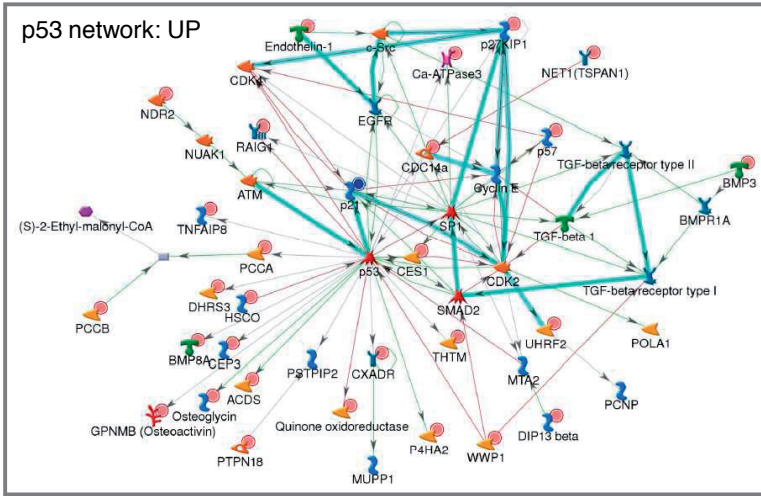 p53 network: UP
Endothelin-1
c-Src
p27KIP1
Ca-ATPase3
NET1(TSPAN1)
CDK4
NDR2
EGFR
RAIG1
NUAK1
CDC14a
p57
TGF-beta receptor type II
ATM
p21
Cyclin E
BMP3
(S)-2-Ethyl-malonyl-CoA
TNFAIP8
SP1
TGF-beta 1
BMPR1A
PCCA
p53
CES1
CDK2
TGF-beta receptor type I
DHRS3
HSCO
SMAD2
PCCB
UHRF2
POLA1
BMP8A
CEP3
PSTPIP2
CXADR
THTM
MTA2
ACDS
PCNP
Osteoglycin
GPNMB (Osteoactivin)
Quinone oxidoreductase
DIP13 beta
PTPN18
P4HA2
WWP1
MUPP1